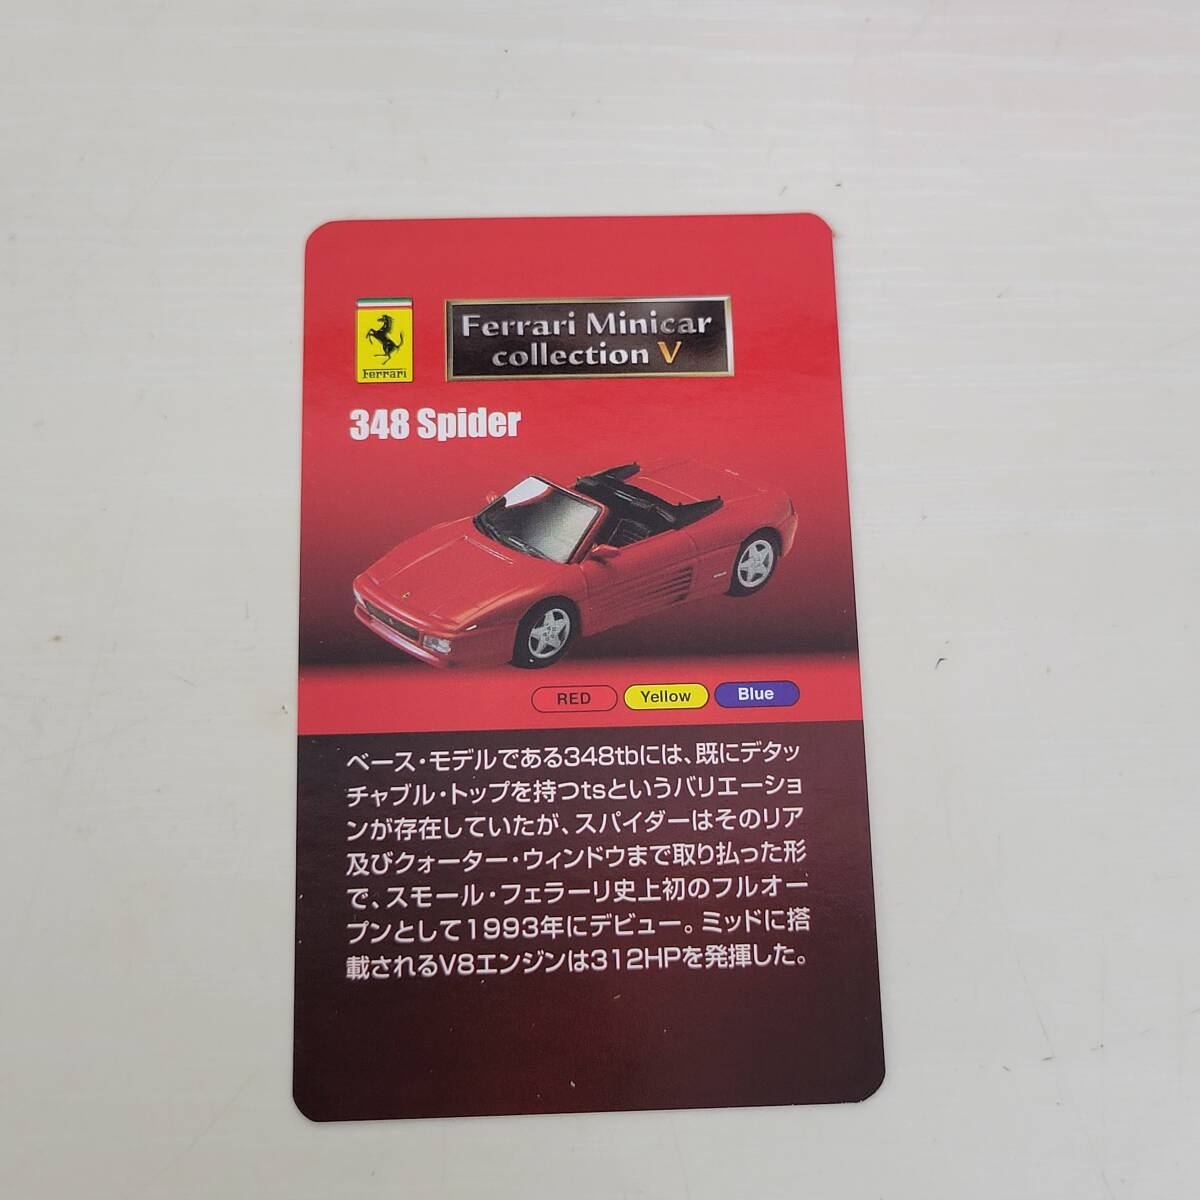 Ferrari
Ferrari Minicar
collection V
348 Spider
RED Yellow Blue
ベース・モデルである348tbには、既にデタッ
チャブル・トップを持つtsというバリエーショ
ンが存在していたが、スパイダーはそのリア
及びクォーター・ウィンドウまで取り払った形
で、スモール・フェラーリ史上初のフルオー
プンとして1993年にデビュー。ミッドに搭
載されるV8エンジンは312HPを発揮した。